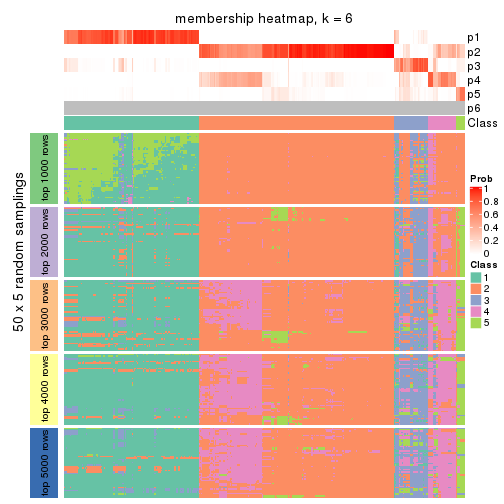 membership heatmap, k = 6
p1
p2
p3
p4
p5
p6
Class
50 x 5 random samplings
top 1000 rows
top 2000 rows
top 3000 rows
top 4000 rows
top 5000 rows
Prob
1
0.8
0.6
0.4
0.2
0
Class
1
2
3
4
5